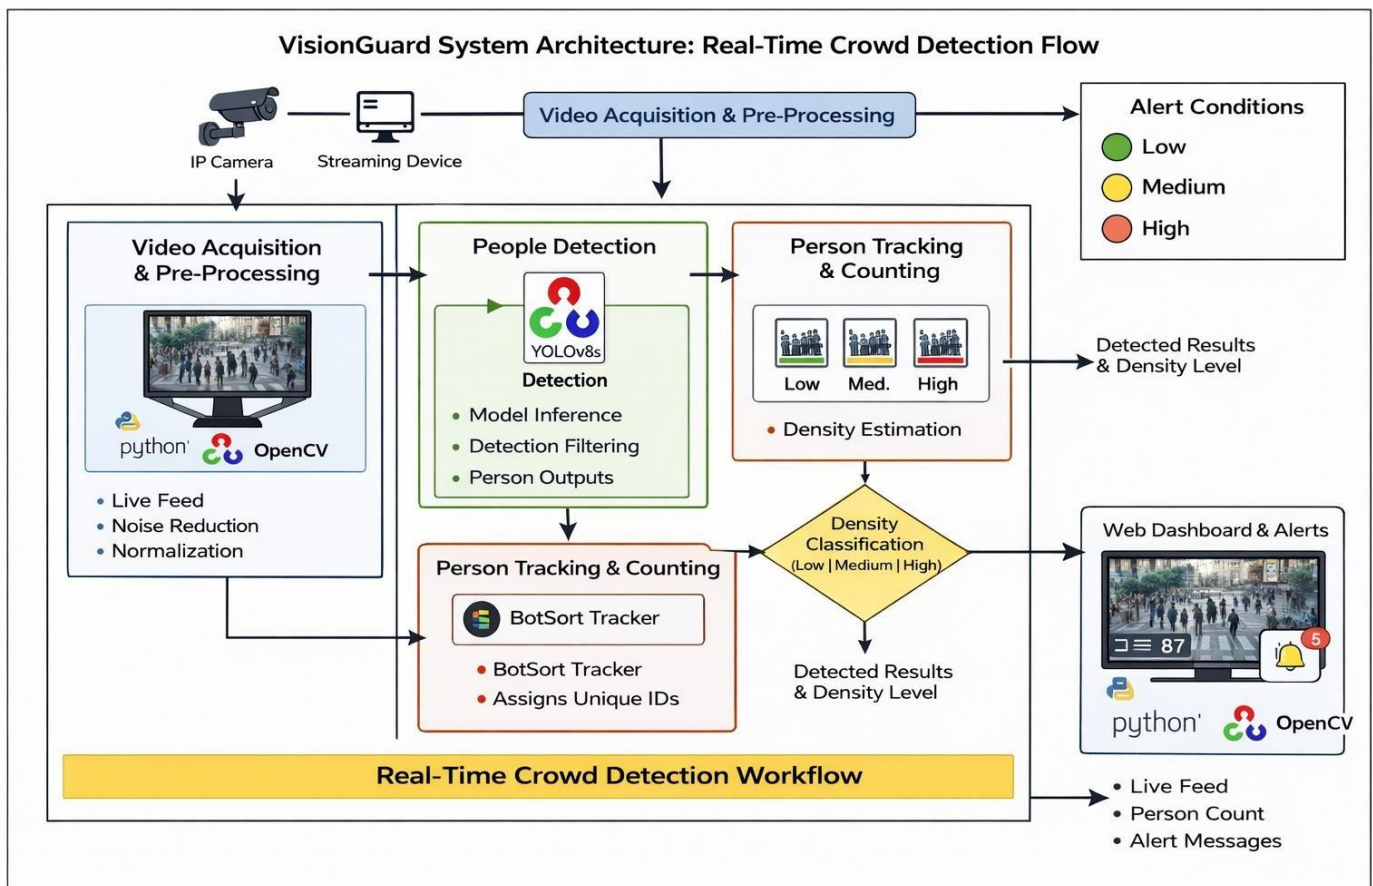 VisionGuard System Architecture: Real-Time Crowd Detection Flow
IP Camera
Streaming Device
Video Acquisition & Pre-Processing
Alert Conditions
Low
Medium
High
Video Acquisition
& Pre-Processing
python
OpenCV
• Live Feed
• Noise Reduction
• Normalization
People Detection
YOLOv8s
Detection
• Model Inference
• Detection Filtering
• Person Outputs
Person Tracking
& Counting
Low
Med.
High
• Density Estimation
Detected Results
& Density Level
Person Tracking & Counting
BotSort Tracker
• BotSort Tracker
• Assigns Unique IDs
Density
Classification
(Low | Medium | High)
Detected Results
& Density Level
Web Dashboard & Alerts
87
5
python
OpenCV
Real-Time Crowd Detection Workflow
• Live Feed
• Person Count
• Alert Messages